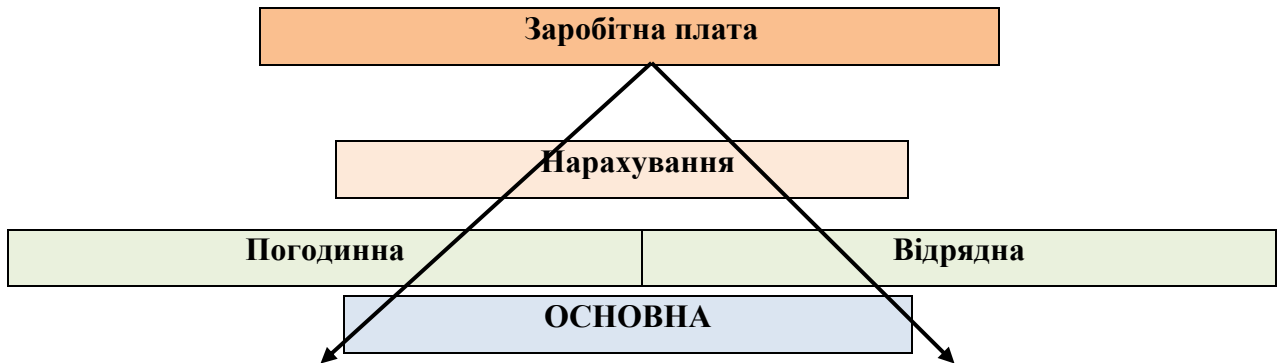 Заробітна плата
Нарахування
Погодинна
Відрядна
ОСНОВНА